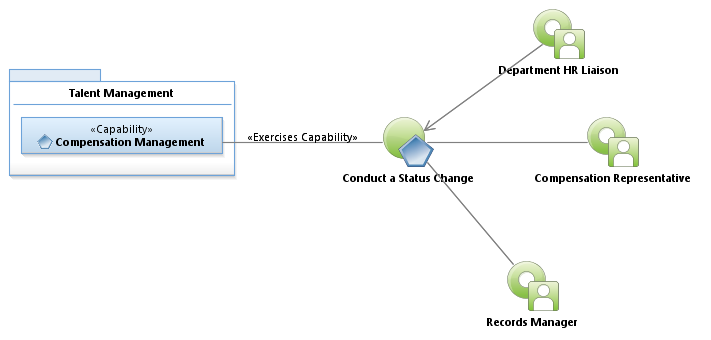 Department HR Liaison
Talent Management
«Capability»
Compensation Management
«Exercises Capability»
Conduct a Status Change
Compensation Representative
Records Manager